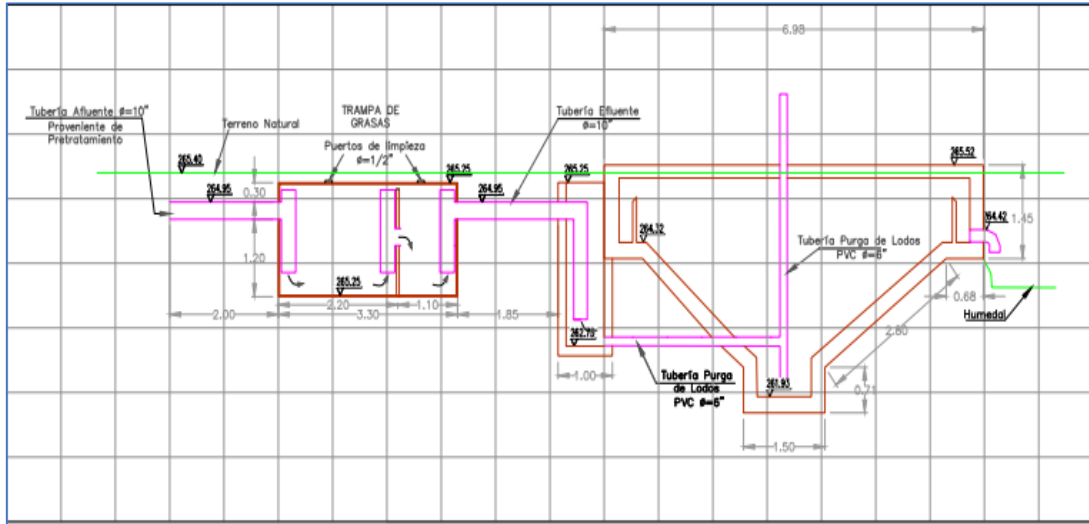 6.98
Tubería Afluente ø=10"
Proveniente de
Pretratamiento
Terreno Natural
TRAMPA DE
GRASAS
Puertos de limpieza
ø=1/2"
Tubería Efluente
ø=10"
265.40
264.95
0.30
1.20
265.25
264.95
265.25
265.52
1.45
264.42
264.32
Tubería Purga de Lodos
PVC ø=6"
265.25
2.20
1.10
2.00
3.30
1.85
0.68
2.80
Humedal
262.78
1.00
Tubería Purga
de Lodos
PVC ø=6"
261.93
0.71
1.50